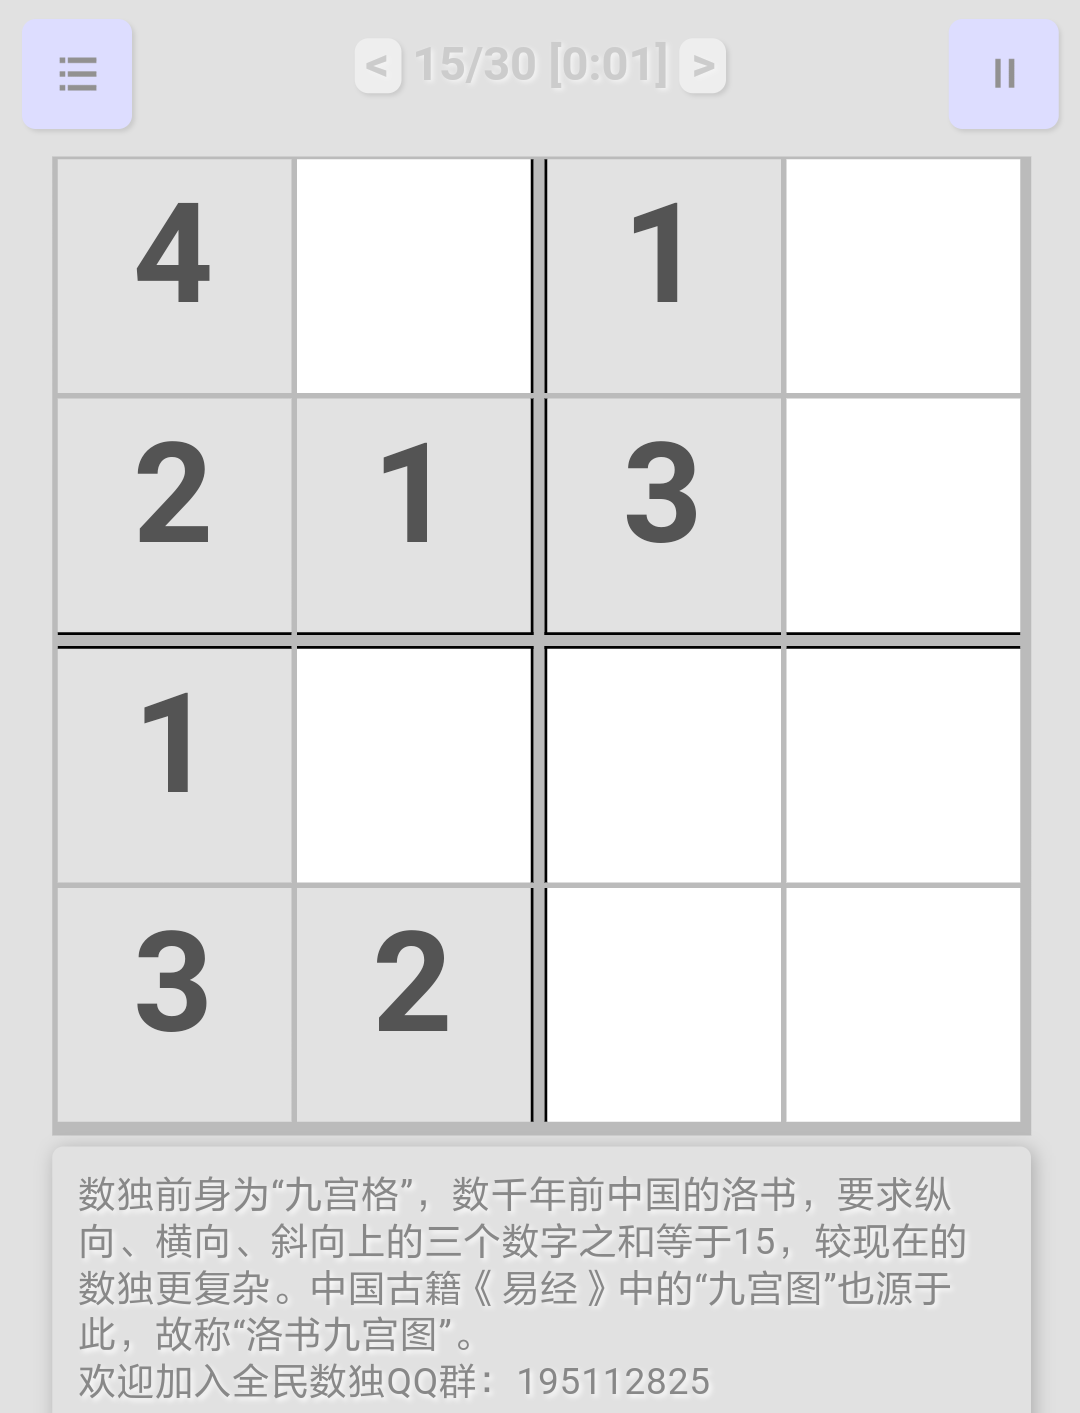 < 15/30 [0:01] >
4 1
2 1 3
1
3 2
数独前身为“九宫格”，数千年前中国的洛书，要求纵
向、横向、斜向上的三个数字之和等于15，较现在的
数独更复杂。中国古籍《易经》中的“九宫图”也源于
此，故称“洛书九宫图”。
欢迎加入全民数独QQ群：195112825